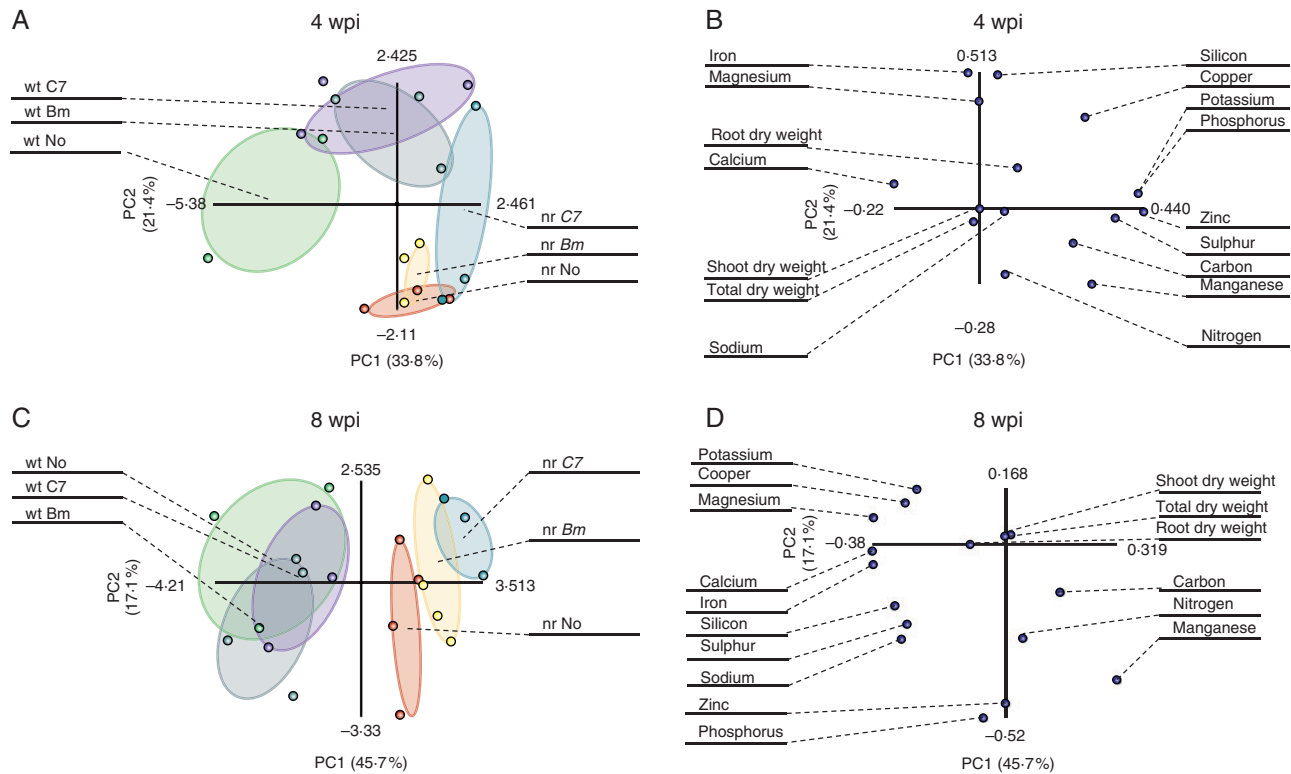 A
4 wpi
2·425
wt C7
wt Bm
wt No
PC2
(21·4%)
–5·38
2·461
nr C7
nr Bm
nr No
–2·11
PC1 (33·8%)
B
4 wpi
0·513
Iron
Magnesium
Root dry weight
Calcium
Silicon
Copper
Potassium
Phosphorus
PC2
(21·4%)
–0·22
0·440
Zinc
Sulphur
Carbon
Manganese
Nitrogen
Shoot dry weight
Total dry weight
Sodium
–0·28
PC1 (33·8%)
C
8 wpi
2·535
wt No
wt C7
wt Bm
nr C7
nr Bm
nr No
PC2
(17·1%)
–4·21
3·513
–3·33
PC1 (45·7%)
D
8 wpi
0·168
Potassium
Cooper
Magnesium
Shoot dry weight
Total dry weight
Root dry weight
PC2
(17·1%)
–0·38
0·319
Calcium
Iron
Silicon
Sulphur
Sodium
Zinc
Phosphorus
Carbon
Nitrogen
Manganese
–0·52
PC1 (45·7%)